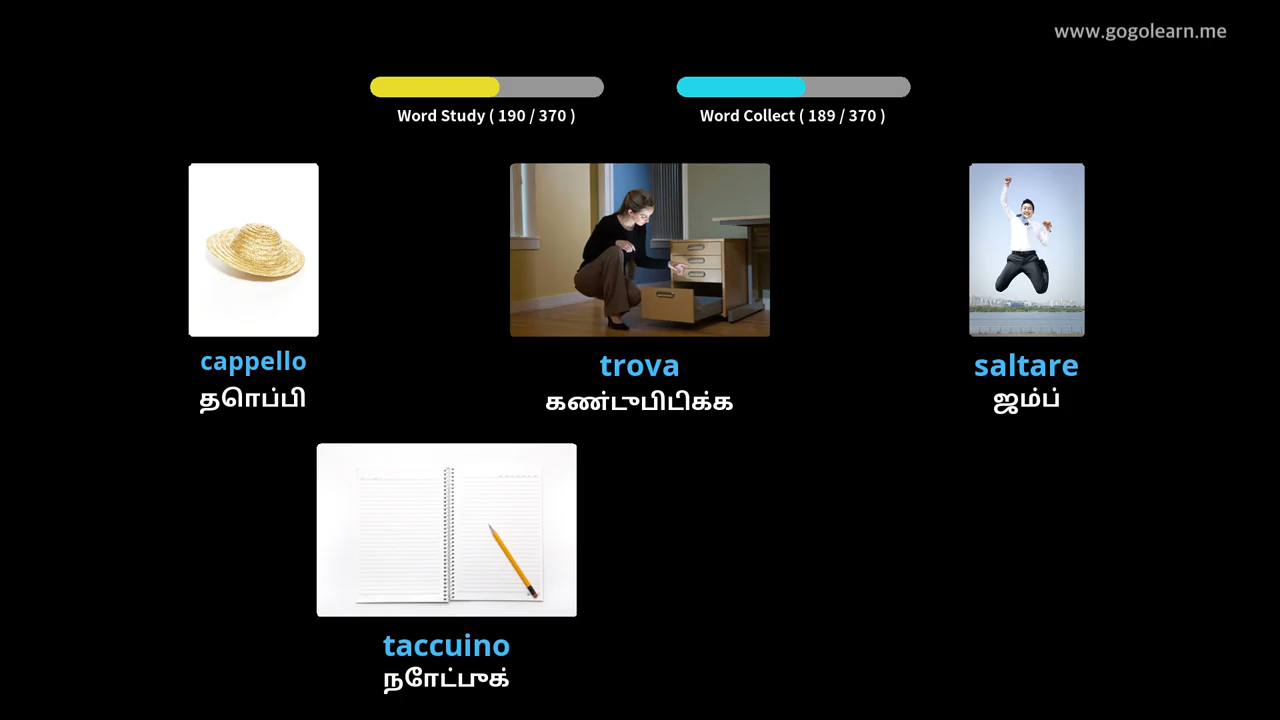 www.gogolearn.me
Word Study ( 190 / 370 )
Word Collect ( 189 / 370 )
cappello
தொப்பி
trova
கண்டுபிடிக்க
saltare
ஜம்ப்
taccuino
நோட்புக்